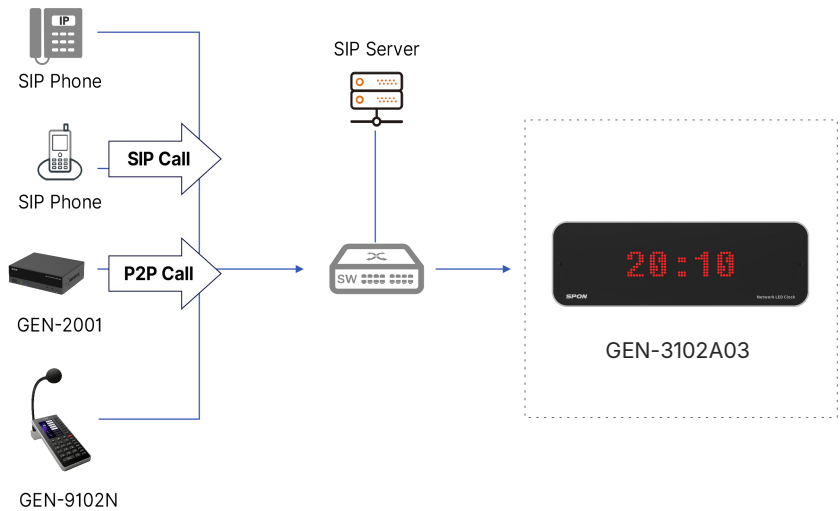 IP
SIP Phone
SIP Server
SIP Call
SIP Phone
P2P Call
GEN-2001
SW
20:10
SPON
Network LED Clock
GEN-3102A03
GEN-9102N